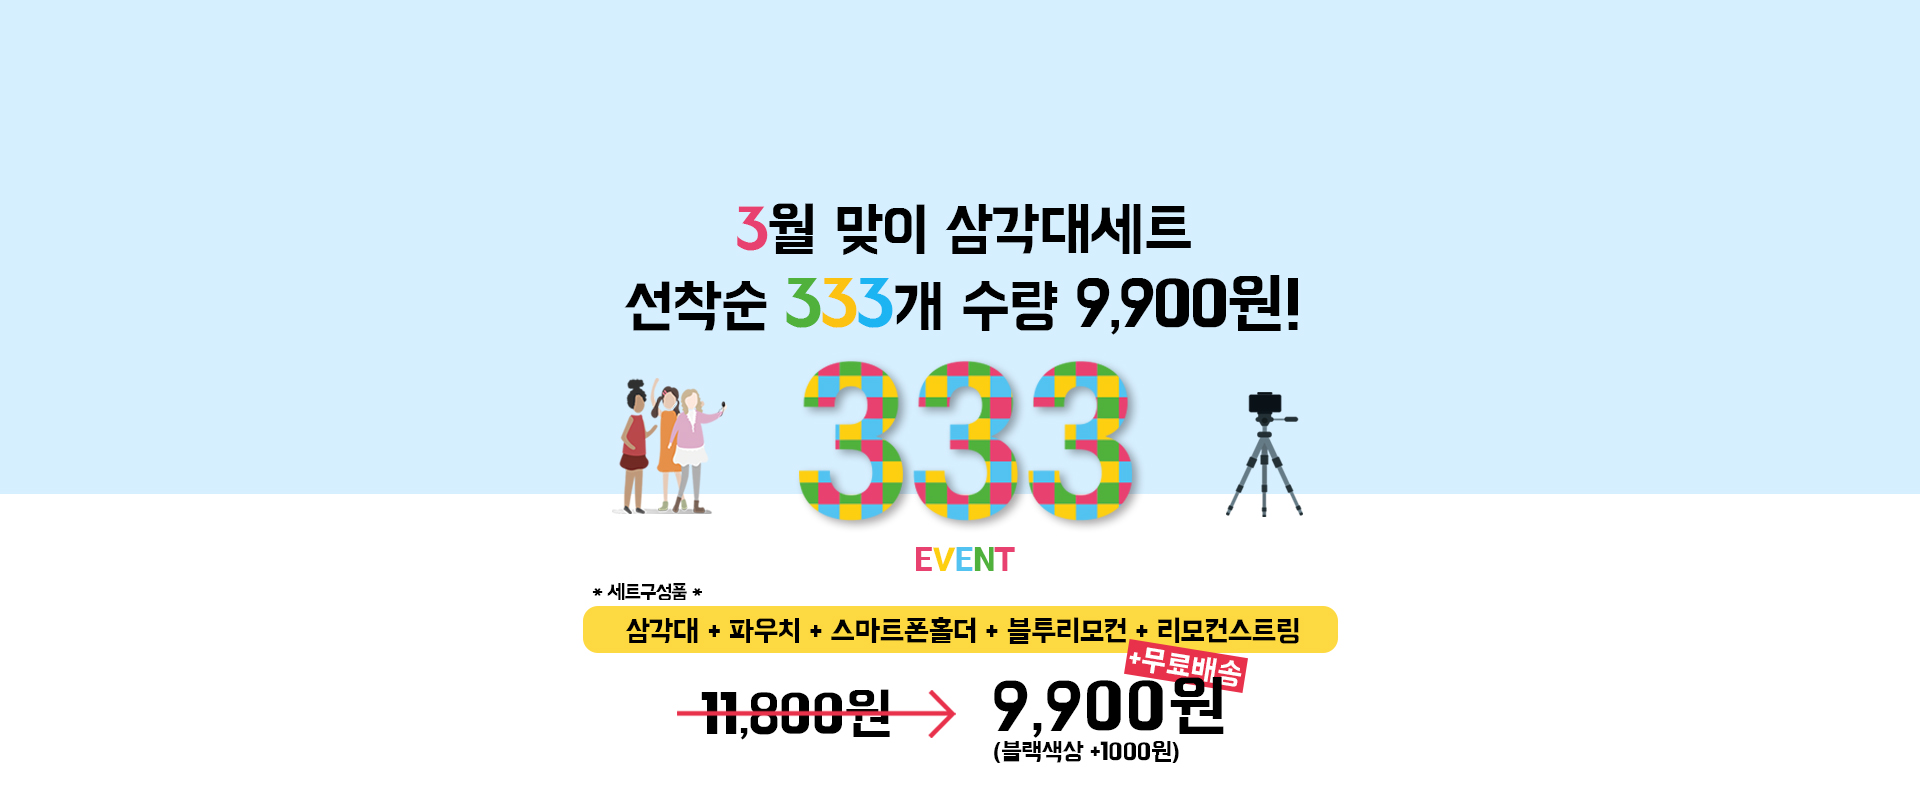 3월 맞이 삼각대세트
선착순 333개 수량 9,900원!
333
EVENT
* 세트구성품 *
삼각대 + 파우치 + 스마트폰홀더 + 블투리모컨 + 리모컨스트링
+무료배송
11,800원 → 9,900원
(블랙색상 +1000원)